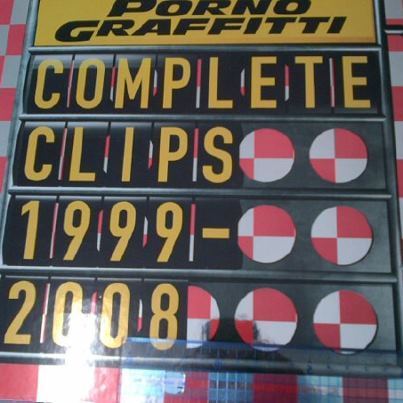 PORNO
GRAFFITTI
COMPLETE
CLIPS
1999-
2008